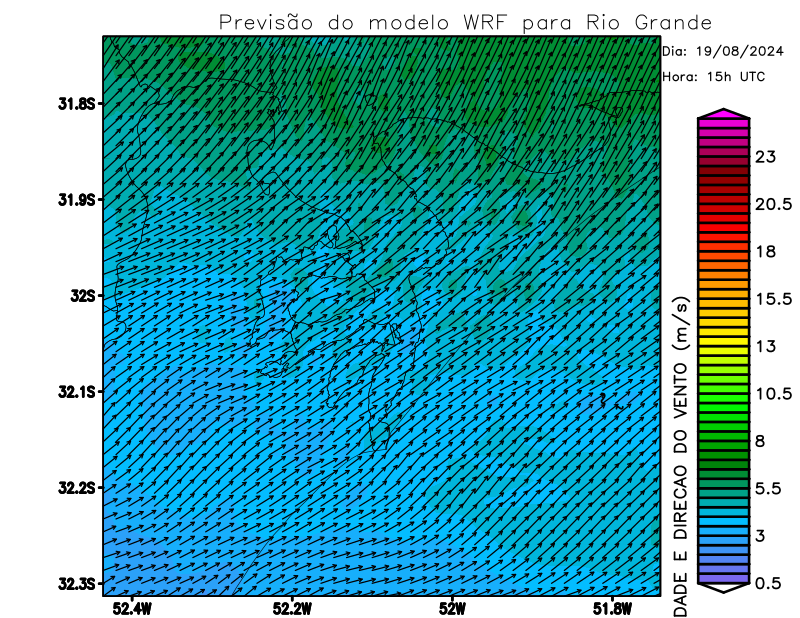 Previsão do modelo WRF para Rio Grande
Dia: 19/08/2024
Hora: 15h UTC
31.8S
31.9S
32S
32.1S
32.2S
32.3S
52.4W
52.2W
52W
51.8W
23
20.5
18
15.5
13
10.5
8
5.5
3
0.5
DADE E DIRECAO DO VENTO (m/s)